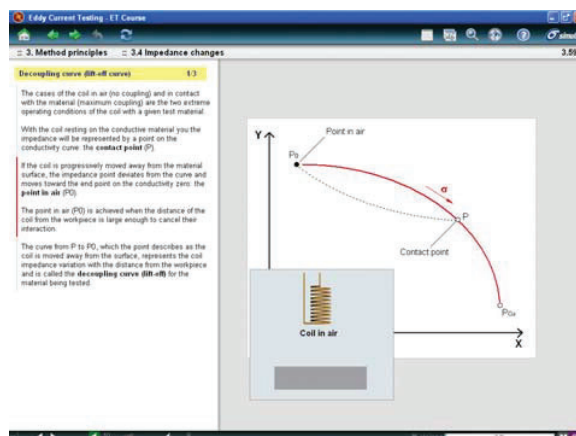 Eddy Current Testing - ET Course
3. Method principles :: 3.4 Impedance changes
3.59
Decoupling curve (lift-off curve) 1/3
The cases of the coil in air (no coupling) and in contact
with the material (maximum coupling) are the two extreme
operating conditions of the coil with a given test material.
With the coil resting on the conductive material you the
impedance will be represented by a point on the
conductivity curve: the contact point (P).
If the coil is progressively moved away from the material
surface, the impedance point deviates from the curve and
moves toward the end point on the conductivity zero: the
point in air (P0).
The point in air (P0) is achieved when the distance of the
coil from the workpiece is large enough to cancel their
interaction.
The curve from P to P0, which the point describes as the
coil is moved away from the surface, represents the coil
impedance variation with the distance from the workpiece
and is called the decoupling curve (lift-off) for the
material being tested.
Y
Point in air
P0
σ
P
Contact point
Coil in air
X